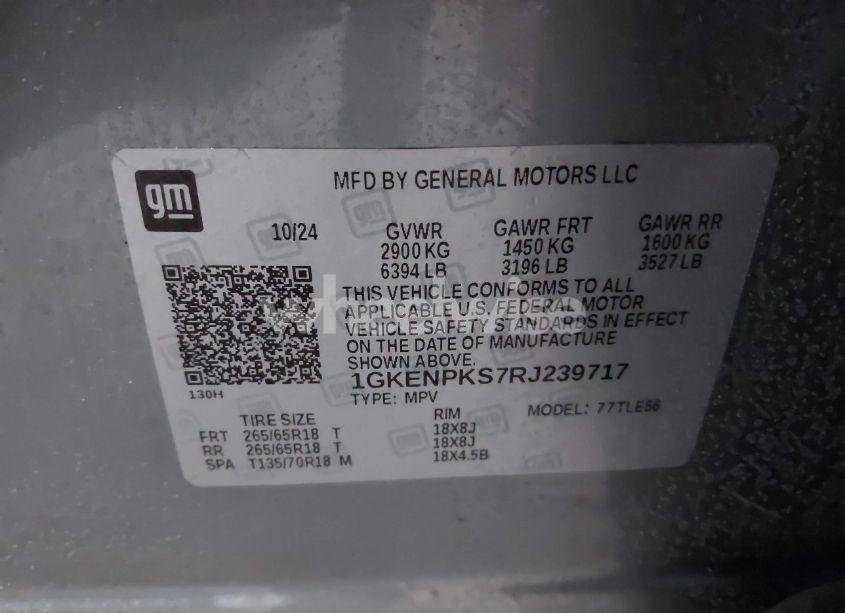 gm
MFD BY GENERAL MOTORS LLC
10/24
GVWR GAWR FRT GAWR RR
2900 KG 1450 KG 1600 KG
6394 LB 3196 LB 3527 LB
THIS VEHICLE CONFORMS TO ALL
APPLICABLE U.S. FEDERAL MOTOR
VEHICLE SAFETY STANDARDS IN EFFECT
ON THE DATE OF MANUFACTURE
SHOWN ABOVE.
1GKENPKS7RJ239717
130H
TYPE: MPV MODEL: 77TLE56
TIRE SIZE RIM
FRT 265/65R18 T 18X8J
RR 265/65R18 T 18X8J
SPA T135/70R18 M 18X4.5B